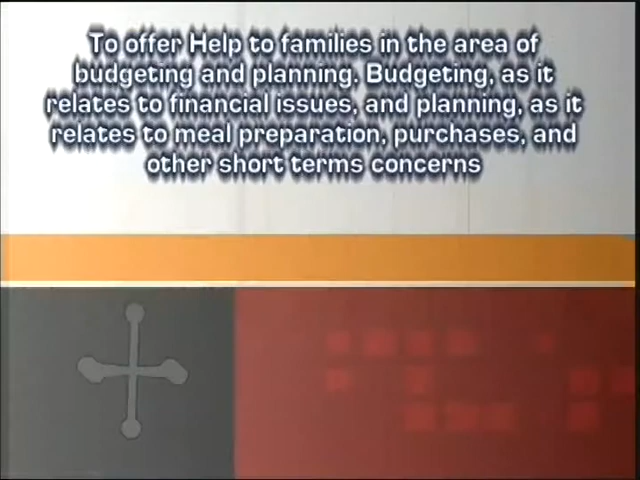 To offer Help to families in the area of
budgeting and planning. Budgeting, as it
relates to financial issues, and planning, as it
relates to meal preparation, purchases, and
other short terms concerns